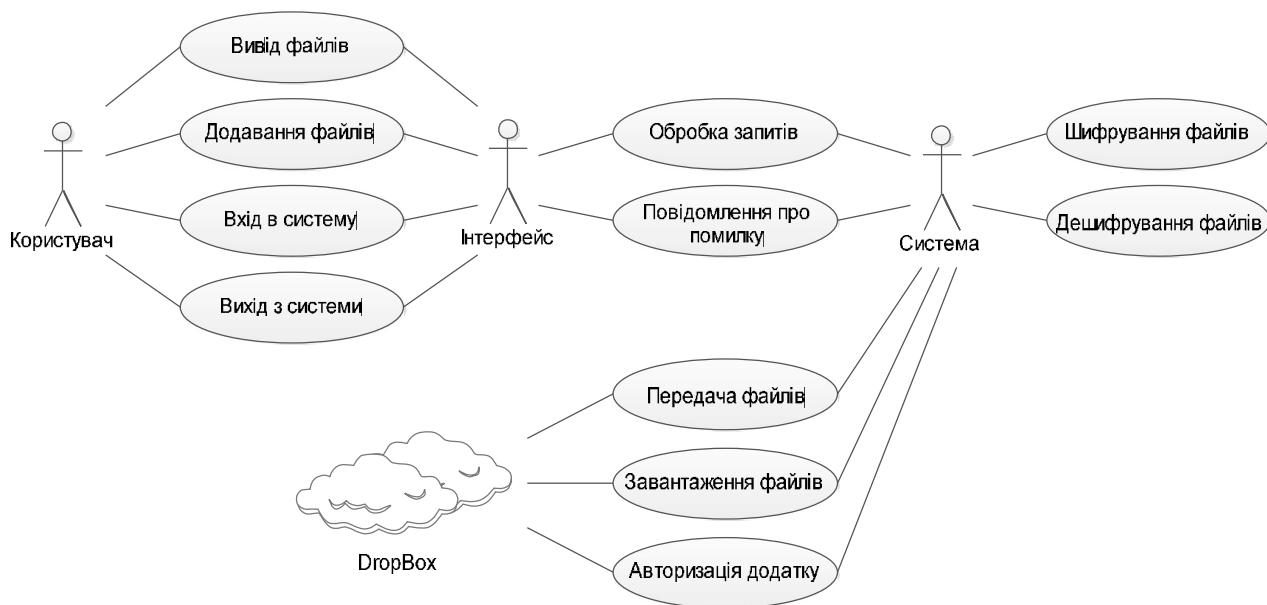 Вивід файлів
Додавання файлів
Вхід в систему
Вихід з системи
Користувач
Інтерфейс
Обробка запитів
Повідомлення про
помилку
Система
Шифрування файлів
Дешифрування файлів
Передача файлів
Завантаження файлів
Авторизація додатку
DropBox